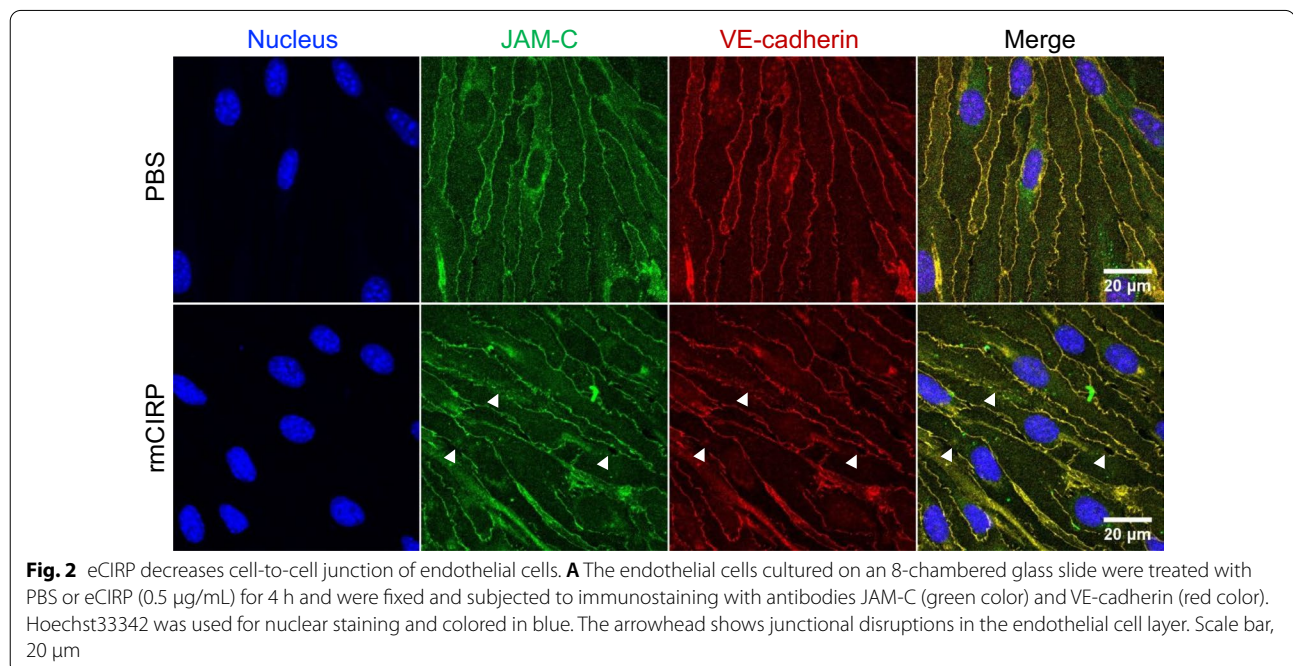 Nucleus JAM-C VE-cadherin Merge
PBS
20 µm
rmCIRP
20 µm
Fig. 2 eCIRP decreases cell-to-cell junction of endothelial cells. A The endothelial cells cultured on an 8-chambered glass slide were treated with
PBS or eCIRP (0.5 µg/mL) for 4 h and were fixed and subjected to immunostaining with antibodies JAM-C (green color) and VE-cadherin (red color).
Hoechst33342 was used for nuclear staining and colored in blue. The arrowhead shows junctional disruptions in the endothelial cell layer. Scale bar,
20 µm